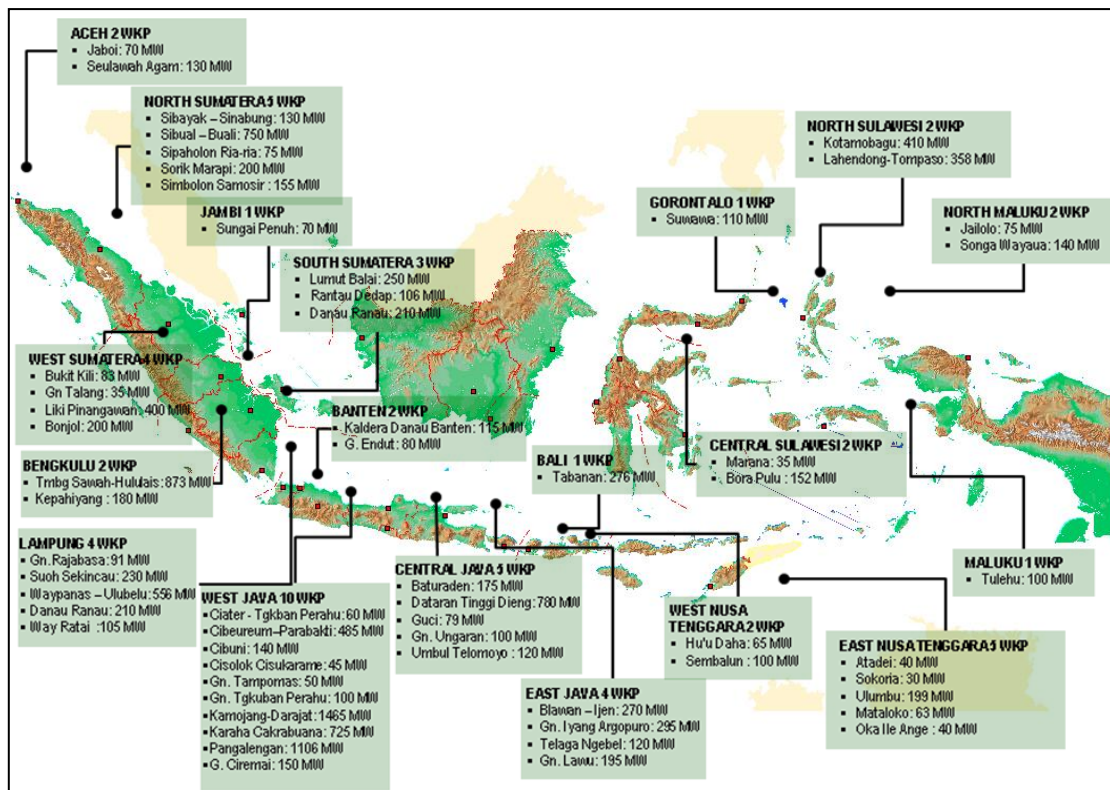 ACEH 2 WKP
▪ Jaboi: 70 MW
▪ Seulawah Agam: 130 MW
NORTH SUMATERA 5 WKP
▪ Sibayak – Sinabung: 130 MW
▪ Sibual – Buali: 750 MW
▪ Sipaholon Ria-ria: 75 MW
▪ Sorik Marapi: 200 MW
▪ Simbolon Samosir: 155 MW
JAMBI 1 WKP
▪ Sungai Penuh: 70 MW
SOUTH SUMATERA 3 WKP
▪ Lumut Balai: 250 MW
▪ Rantau Dedap: 106 MW
▪ Danau Ranau: 210 MW
NORTH SULAWESI 2 WKP
▪ Kotamobagu: 410 MW
▪ Lahendong-Tompaso: 358 MW
GORONTALO 1 WKP
▪ Suwawa: 110 MW
NORTH MALUKU 2 WKP
▪ Jailolo: 75 MW
▪ Songa Wayaua: 140 MW
WEST SUMATERA 4 WKP
▪ Bukit Kili: 83 MW
▪ Gn Talang: 35 MW
▪ Liki Pinangawan: 400 MW
▪ Bonjol: 200 MW
BENGKULU 2 WKP
▪ Tmbg Sawah-Hululais: 873 MW
▪ Kepahiyang: 180 MW
LAMPUNG 4 WKP
▪ Gn.Rajabasa: 91 MW
▪ Suoh Sekincau: 230 MW
▪ Waypanas – Ulubelu: 556 MW
▪ Danau Ranau: 210 MW
▪ Way Ratai :105 MW
BANTEN 2 WKP
▪ Kaldera Danau Banten: 115 MW
▪ G. Endut: 80 MW
WEST JAVA 10 WKP
▪ Ciater - Tgkban Perahu: 60 MW
▪ Cibeureum–Parabakti: 485 MW
▪ Cibuni: 140 MW
▪ Cisolok Cisukarame: 45 MW
▪ Gn. Tampomas: 50 MW
▪ Gn. Tgkuban Perahu: 100 MW
▪ Kamojang-Darajat: 1465 MW
▪ Karaha Cakrabuana: 725 MW
▪ Pangalengan: 1106 MW
▪ G. Ciremai: 150 MW
CENTRAL JAVA 5 WKP
▪ Baturaden: 175 MW
▪ Dataran Tinggi Dieng: 780 MW
▪ Guci: 79 MW
▪ Gn. Ungaran: 100 MW
▪ Umbul Telomoyo: 120 MW
BALI 1 WKP
▪ Tabanan: 276 MW
EAST JAVA 4 WKP
▪ Blawan – Ijen: 270 MW
▪ Gn. Iyang Argopuro: 295 MW
▪ Telaga Ngebel: 120 MW
▪ Gn. Lawu: 195 MW
CENTRAL SULAWESI 2 WKP
▪ Marana: 35 MW
▪ Bora Pulu: 152 MW
WEST NUSA
TENGGARA 2 WKP
▪ Hu'u Daha: 65 MW
▪ Sembalun: 100 MW
MALUKU 1 WKP
▪ Tulehu: 100 MW
EAST NUSA TENGGARA 5 WKP
▪ Atadei: 40 MW
▪ Sokoria: 30 MW
▪ Ulumbu: 199 MW
▪ Mataloko: 63 MW
▪ Oka Ile Ange : 40 MW